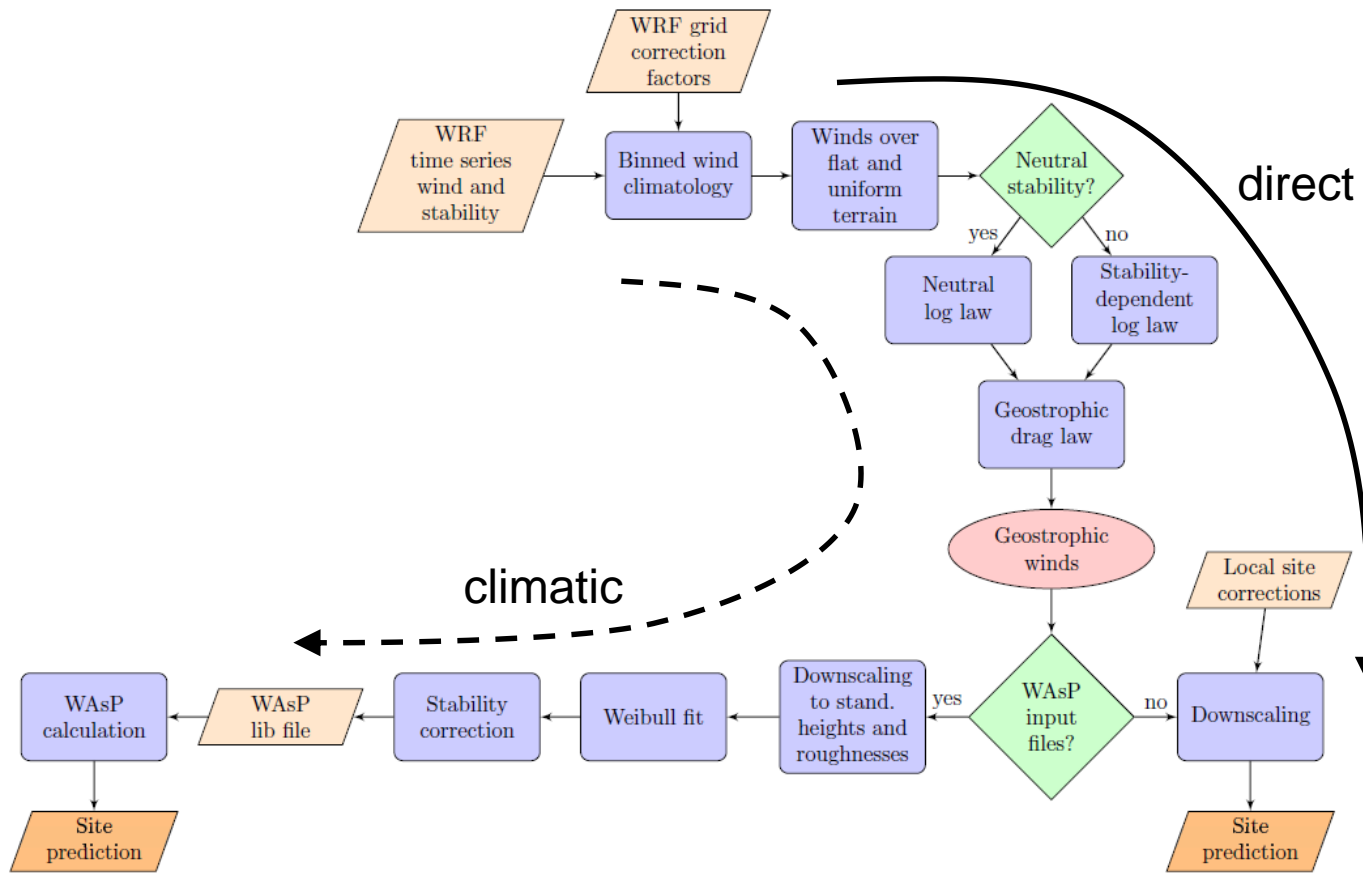 WRF grid
correction
factors
WRF
time series
wind and
stability
Binned wind
climatology
Winds over
flat and
uniform
terrain
Neutral
stability?
direct
yes
no
Neutral
log law
Stability-
dependent
log law
Geostrophic
drag law
Geostrophic
winds
Local site
corrections
climatic
WAsP
calculation
WAsP
lib file
Stability
correction
Weibull fit
Downscaling
to stand.
heights and
roughnesses
yes
WAsP
input
files?
no
Downscaling
Site
prediction
Site
prediction